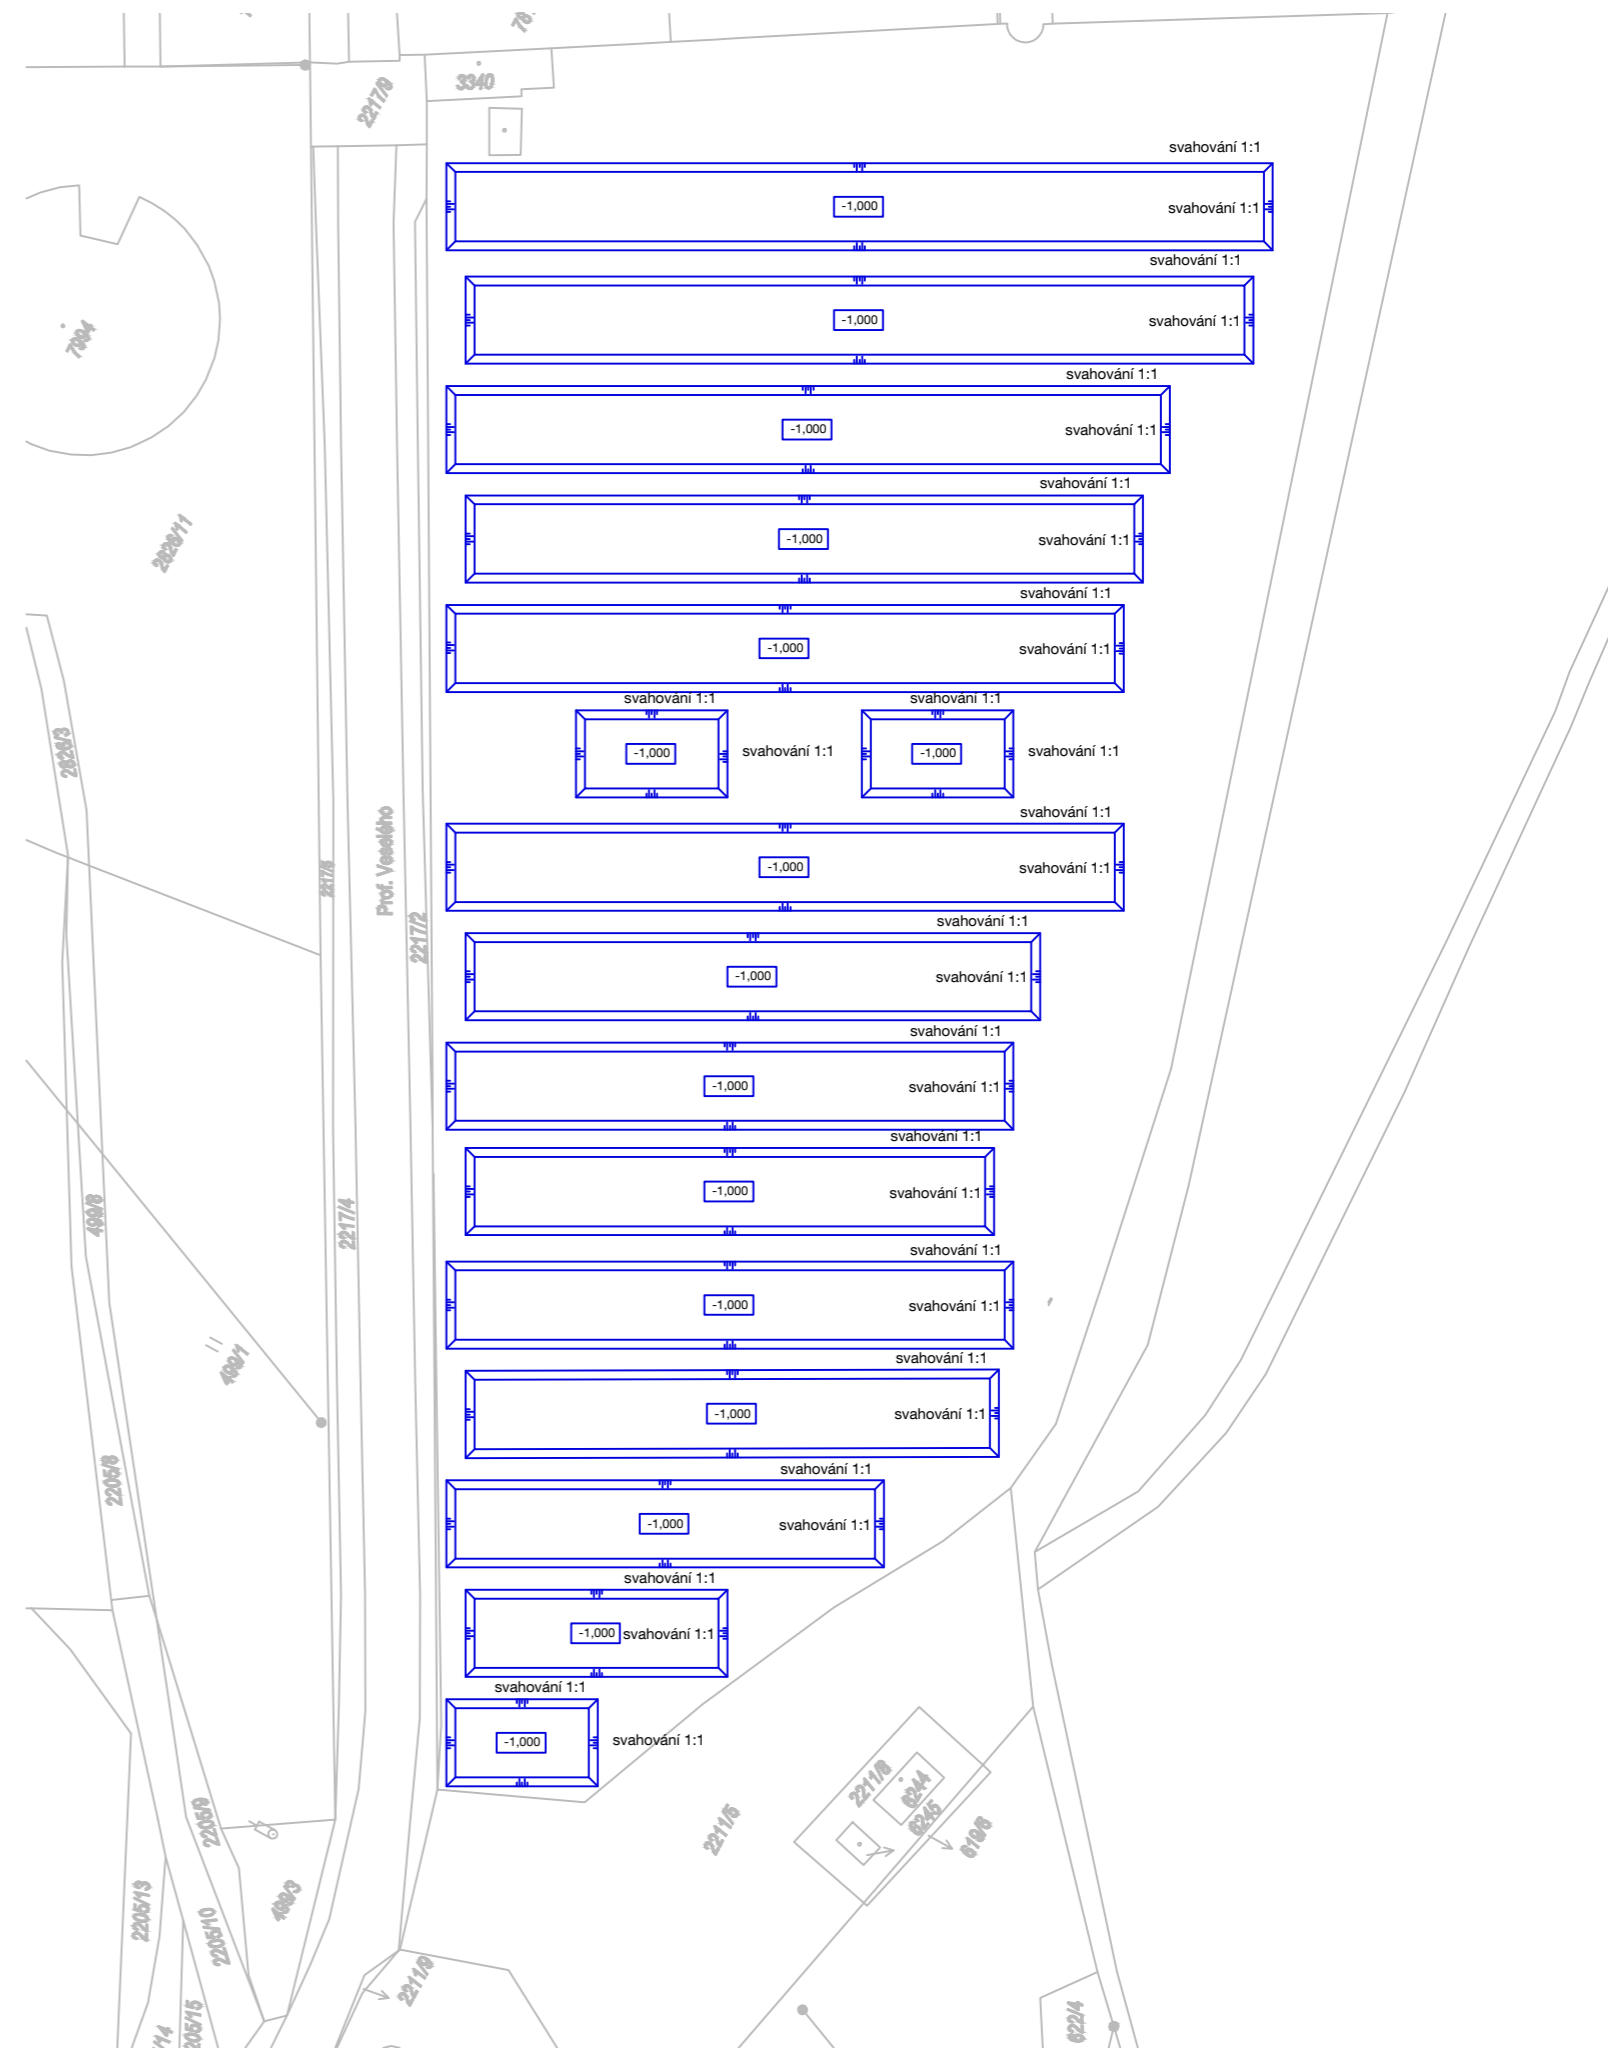 3340
2217/9
svahování 1:1
-1,000
svahování 1:1
svahování 1:1
-1,000
svahování 1:1
7994
svahování 1:1
-1,000
svahování 1:1
svahování 1:1
-1,000
svahování 1:1
2826/11
svahování 1:1
-1,000
svahování 1:1
svahování 1:1
svahování 1:1
-1,000
svahování 1:1
-1,000
svahování 1:1
2826/3
svahování 1:1
-1,000
svahování 1:1
2217/5
Prof. Veselého
2217/2
svahování 1:1
-1,000
svahování 1:1
svahování 1:1
-1,000
svahování 1:1
svahování 1:1
-1,000
svahování 1:1
499/8
2217/4
svahování 1:1
-1,000
svahování 1:1
499/1
svahování 1:1
-1,000
svahování 1:1
2205/8
svahování 1:1
-1,000
svahování 1:1
svahování 1:1
-1,000
svahování 1:1
svahování 1:1
-1,000
svahování 1:1
2211/8
6244
6245
619/8
2211/5
2205/9
499/3
2205/13
2205/10
2211/9
622/4